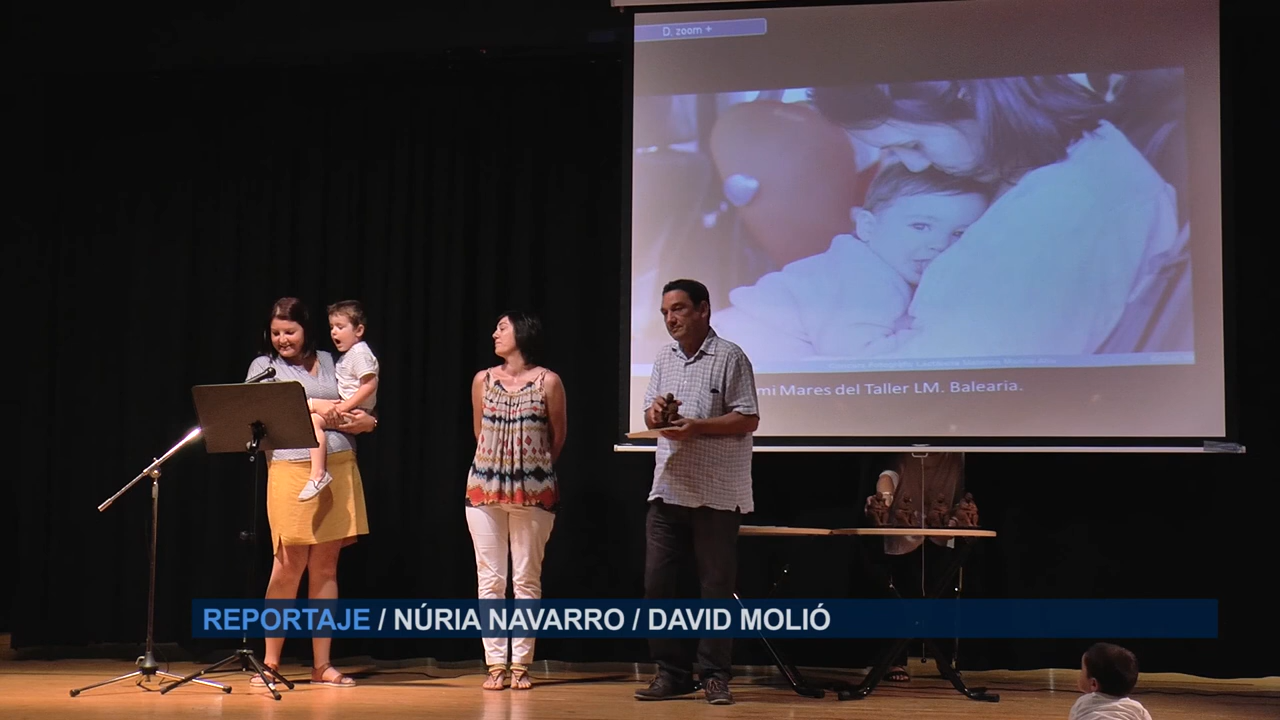 D. zoom +
mi Mares del Taller LM. Balearia.
REPORTAJE / NÚRIA NAVARRO / DAVID MOLIÓ